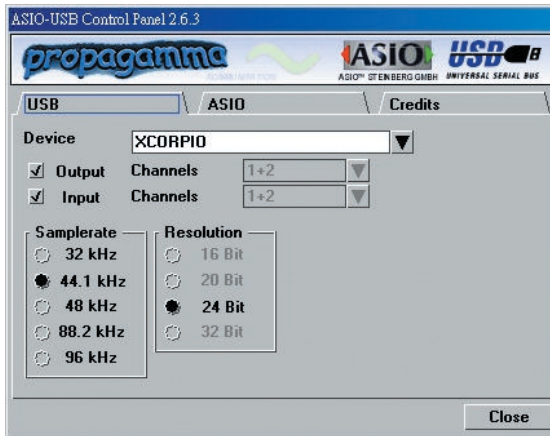 ASIO-USB Control Panel 2.6.3
propagamma
ASIO
ASIO™ STEINBERG GMBH
USB
UNIVERSAL SERIAL BUS
USB
ASIO
Credits
Device
XCORPIO
Output Channels 1+2
Input Channels 1+2
Samplerate
32 kHz
44.1 kHz
48 kHz
88.2 kHz
96 kHz
Resolution
16 Bit
20 Bit
24 Bit
32 Bit
Close